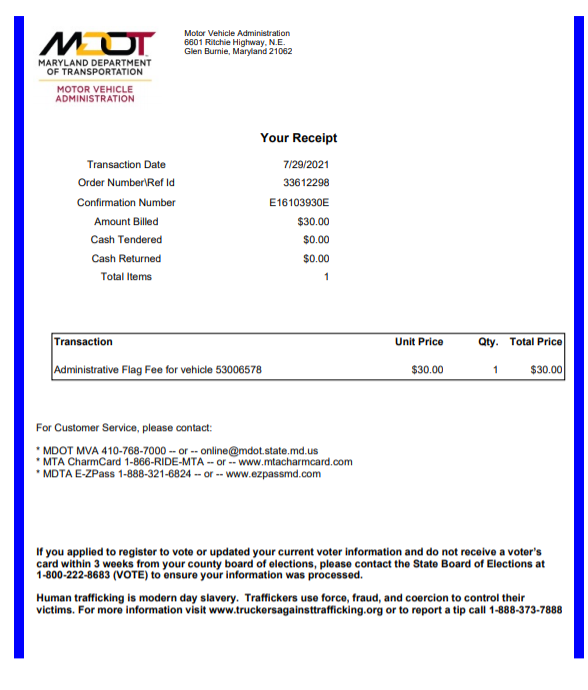 MDOT
MARYLAND DEPARTMENT
OF TRANSPORTATION
MOTOR VEHICLE
ADMINISTRATION
Motor Vehicle Administration
6601 Ritchie Highway, N.E.
Glen Burnie, Maryland 21062
Your Receipt
Transaction Date 7/29/2021
Order Number\Ref Id 33612298
Confirmation Number E16103930E
Amount Billed $30.00
Cash Tendered $0.00
Cash Returned $0.00
Total Items 1
Transaction Unit Price Qty. Total Price
Administrative Flag Fee for vehicle 53006578 $30.00 1 $30.00
For Customer Service, please contact:
* MDOT MVA 410-768-7000 -- or -- online@mdot.state.md.us
* MTA CharmCard 1-866-RIDE-MTA -- or -- www.mtacharmcard.com
* MDTA E-ZPass 1-888-321-6824 -- or -- www.ezpassmd.com
If you applied to register to vote or updated your current voter information and do not receive a voter's
card within 3 weeks from your county board of elections, please contact the State Board of Elections at
1-800-222-8683 (VOTE) to ensure your information was processed.
Human trafficking is modern day slavery. Traffickers use force, fraud, and coercion to control their
victims. For more information visit www.truckersagainsttrafficking.org or to report a tip call 1-888-373-7888